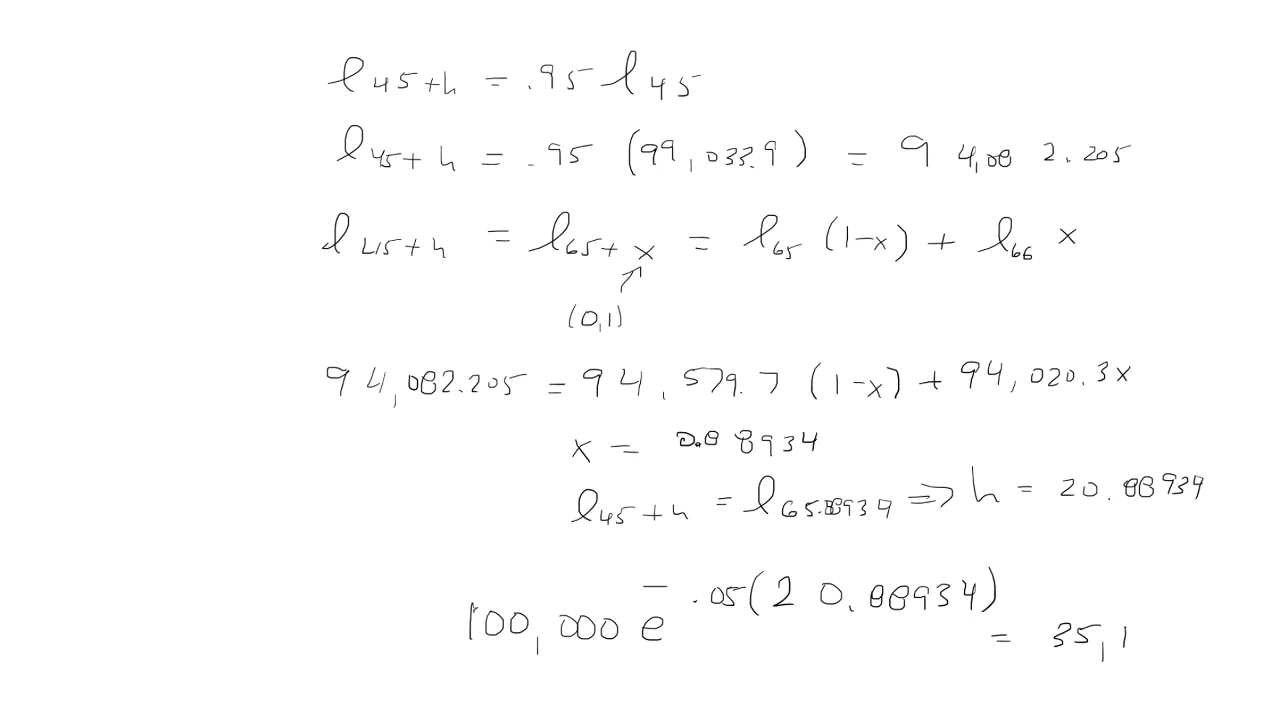 l45+h = .95 l45
l45+h = .95 (99,033.9) = 94,082.205
l45+h = l65+x = l65 (1-x) + l66 x
(0,1)
94,082.205 = 94,579.7 (1-x) + 94,020.3x
x = 0.88934
l45+h = l65.88934 => h = 20.88934
100,000 e^-.05(20.88934) = 35,1